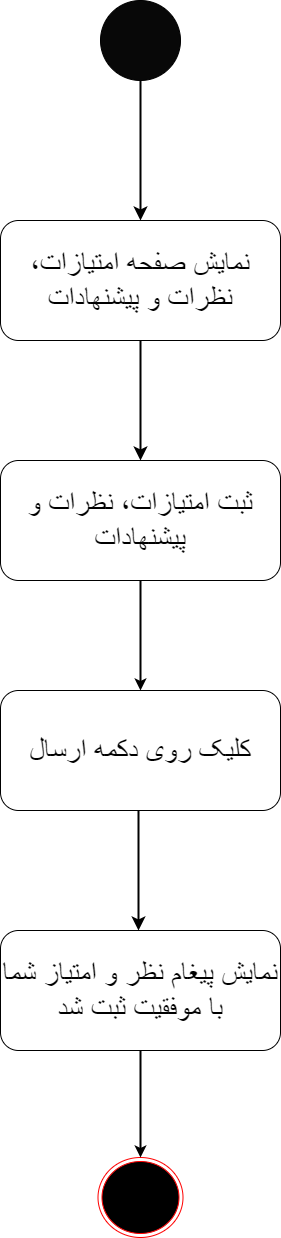 نمایش صفحه امتیازات،
نظرات و پیشنهادات
ثبت امتیازات، نظرات و
پیشنهادات
کلیک روی دکمه ارسال
نمایش پیغام نظر و امتیاز شما
با موفقیت ثبت شد